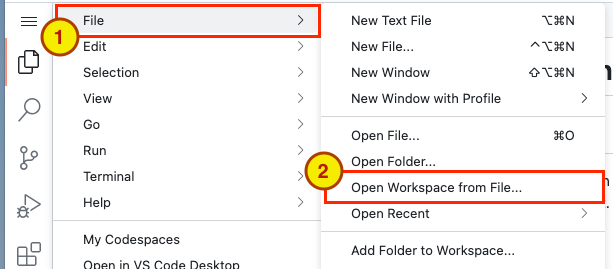 1
File >
Edit >
Selection >
View >
Go >
Run >
Terminal >
Help >
My Codespaces
Open in VS Code Desktop
New Text File ⌥⌘N
New File... ^⌥⌘N
New Window ⇧⌥⌘N
New Window with Profile >
Open File... ⌘O
Open Folder...
2
Open Workspace from File...
Open Recent >
Add Folder to Workspace...